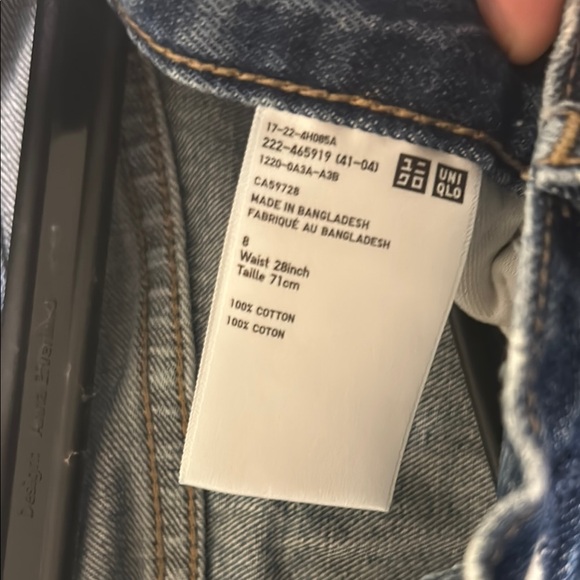 17-22-4H085A
222-465919 (41-04)
1220-0A3A-A3B
ユニ
クロ
UNI
QLO
CA59728
MADE IN BANGLADESH
FABRIQUÉ AU BANGLADESH
8
Waist 28inch
Taille 71cm
100% COTTON
100% COTON